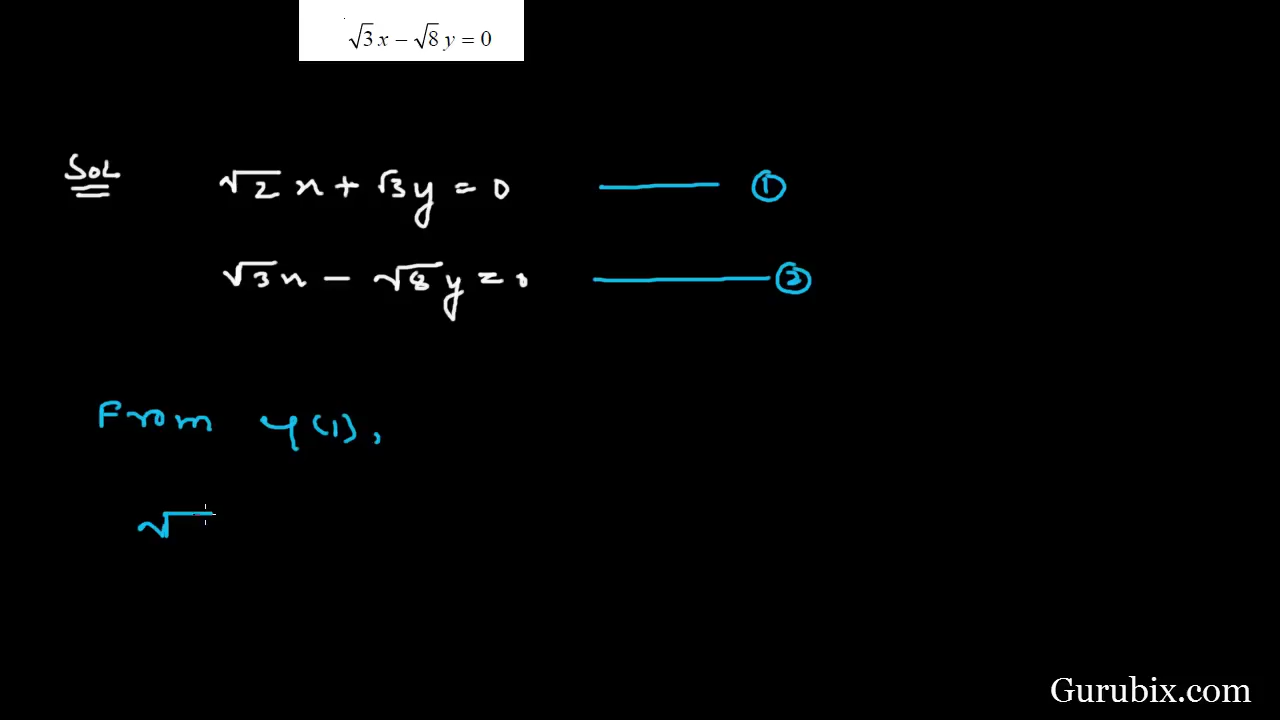 √3 x − √8 y = 0
Sol √2 x + √3 y = 0 ——— ①
√3 x − √8 y = 0 ——— ②
From eq (1),
√
Gurubix.com